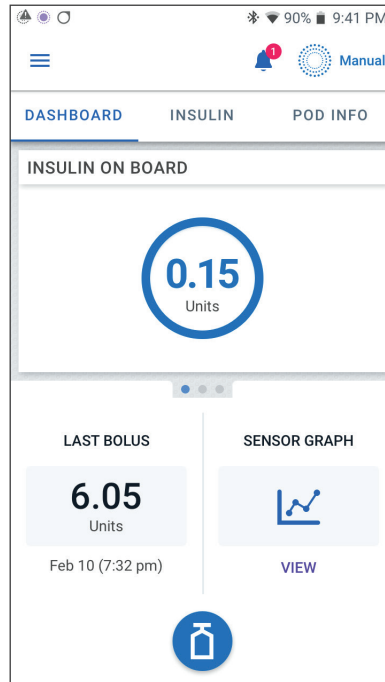 90% 9:41 PM
1
Manual
DASHBOARD INSULIN POD INFO
INSULIN ON BOARD
0.15
Units
LAST BOLUS SENSOR GRAPH
6.05
Units
Feb 10 (7:32 pm) VIEW